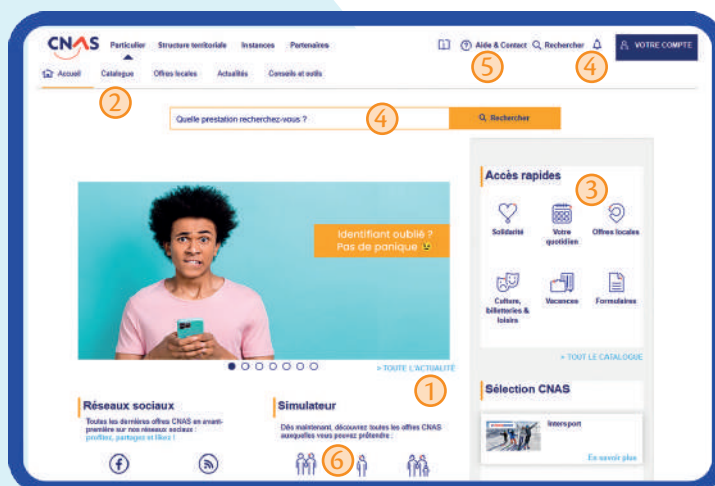 CNAS
Particulier Structure territoriale Instances Partenaires
Aide & Contact Rechercher VOTRE COMPTE
5
4
Accueil Catalogue Offres locales Actualités Conseils et outils
2
Quelle prestation recherchez-vous ?
4
Rechercher
Identifiant oublié ?
Pas de panique
> TOUTE L'ACTUALITÉ
1
Accès rapides
3
Solidarité
Votre
quotidien
Offres locales
Culture,
billetteries &
loisirs
Vacances
Formulaires
> TOUT LE CATALOGUE
Réseaux sociaux
Toutes les dernières offres CNAS en avant-
première sur nos réseaux sociaux :
profitez, partagez et likez !
Simulateur
Dès maintenant, découvrez toutes les offres CNAS
auxquelles vous pouvez prétendre :
6
Sélection CNAS
Intersport
En savoir plus